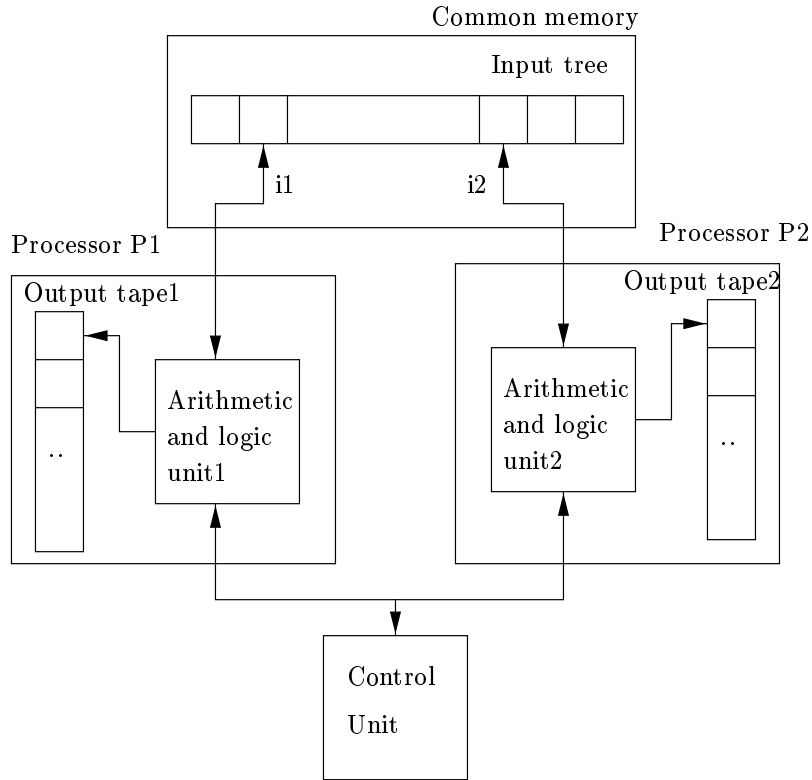 Common memory
Input tree
i1
i2
Processor P1
Processor P2
Output tape1
Output tape2
Arithmetic
and logic
unit1
Arithmetic
and logic
unit2
..
..
Control
Unit